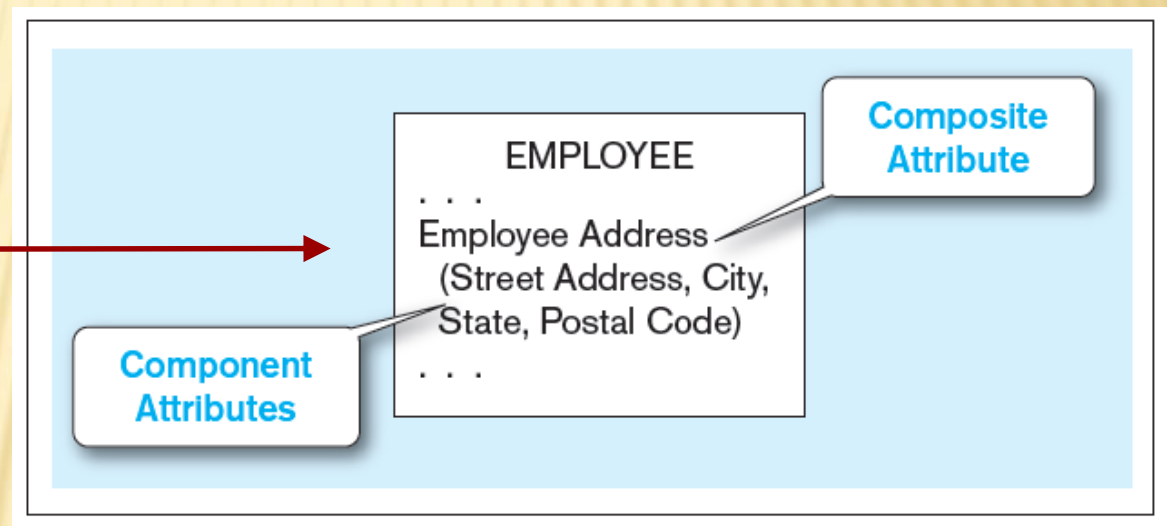 EMPLOYEE
. . .
Employee Address
(Street Address, City,
State, Postal Code)
. . .
Composite
Attribute
Component
Attributes